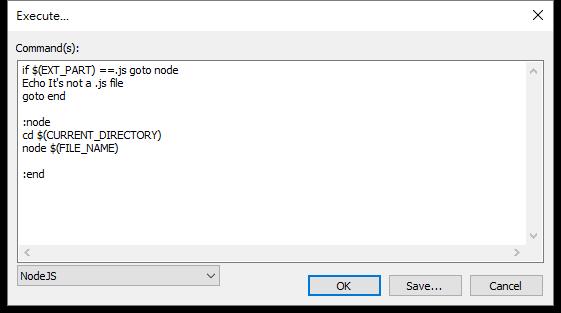 Execute...
Command(s):
if $(EXT_PART) ==.js goto node
Echo It's not a .js file
goto end
:node
cd $(CURRENT_DIRECTORY)
node $(FILE_NAME)
:end
NodeJS
OK
Save...
Cancel